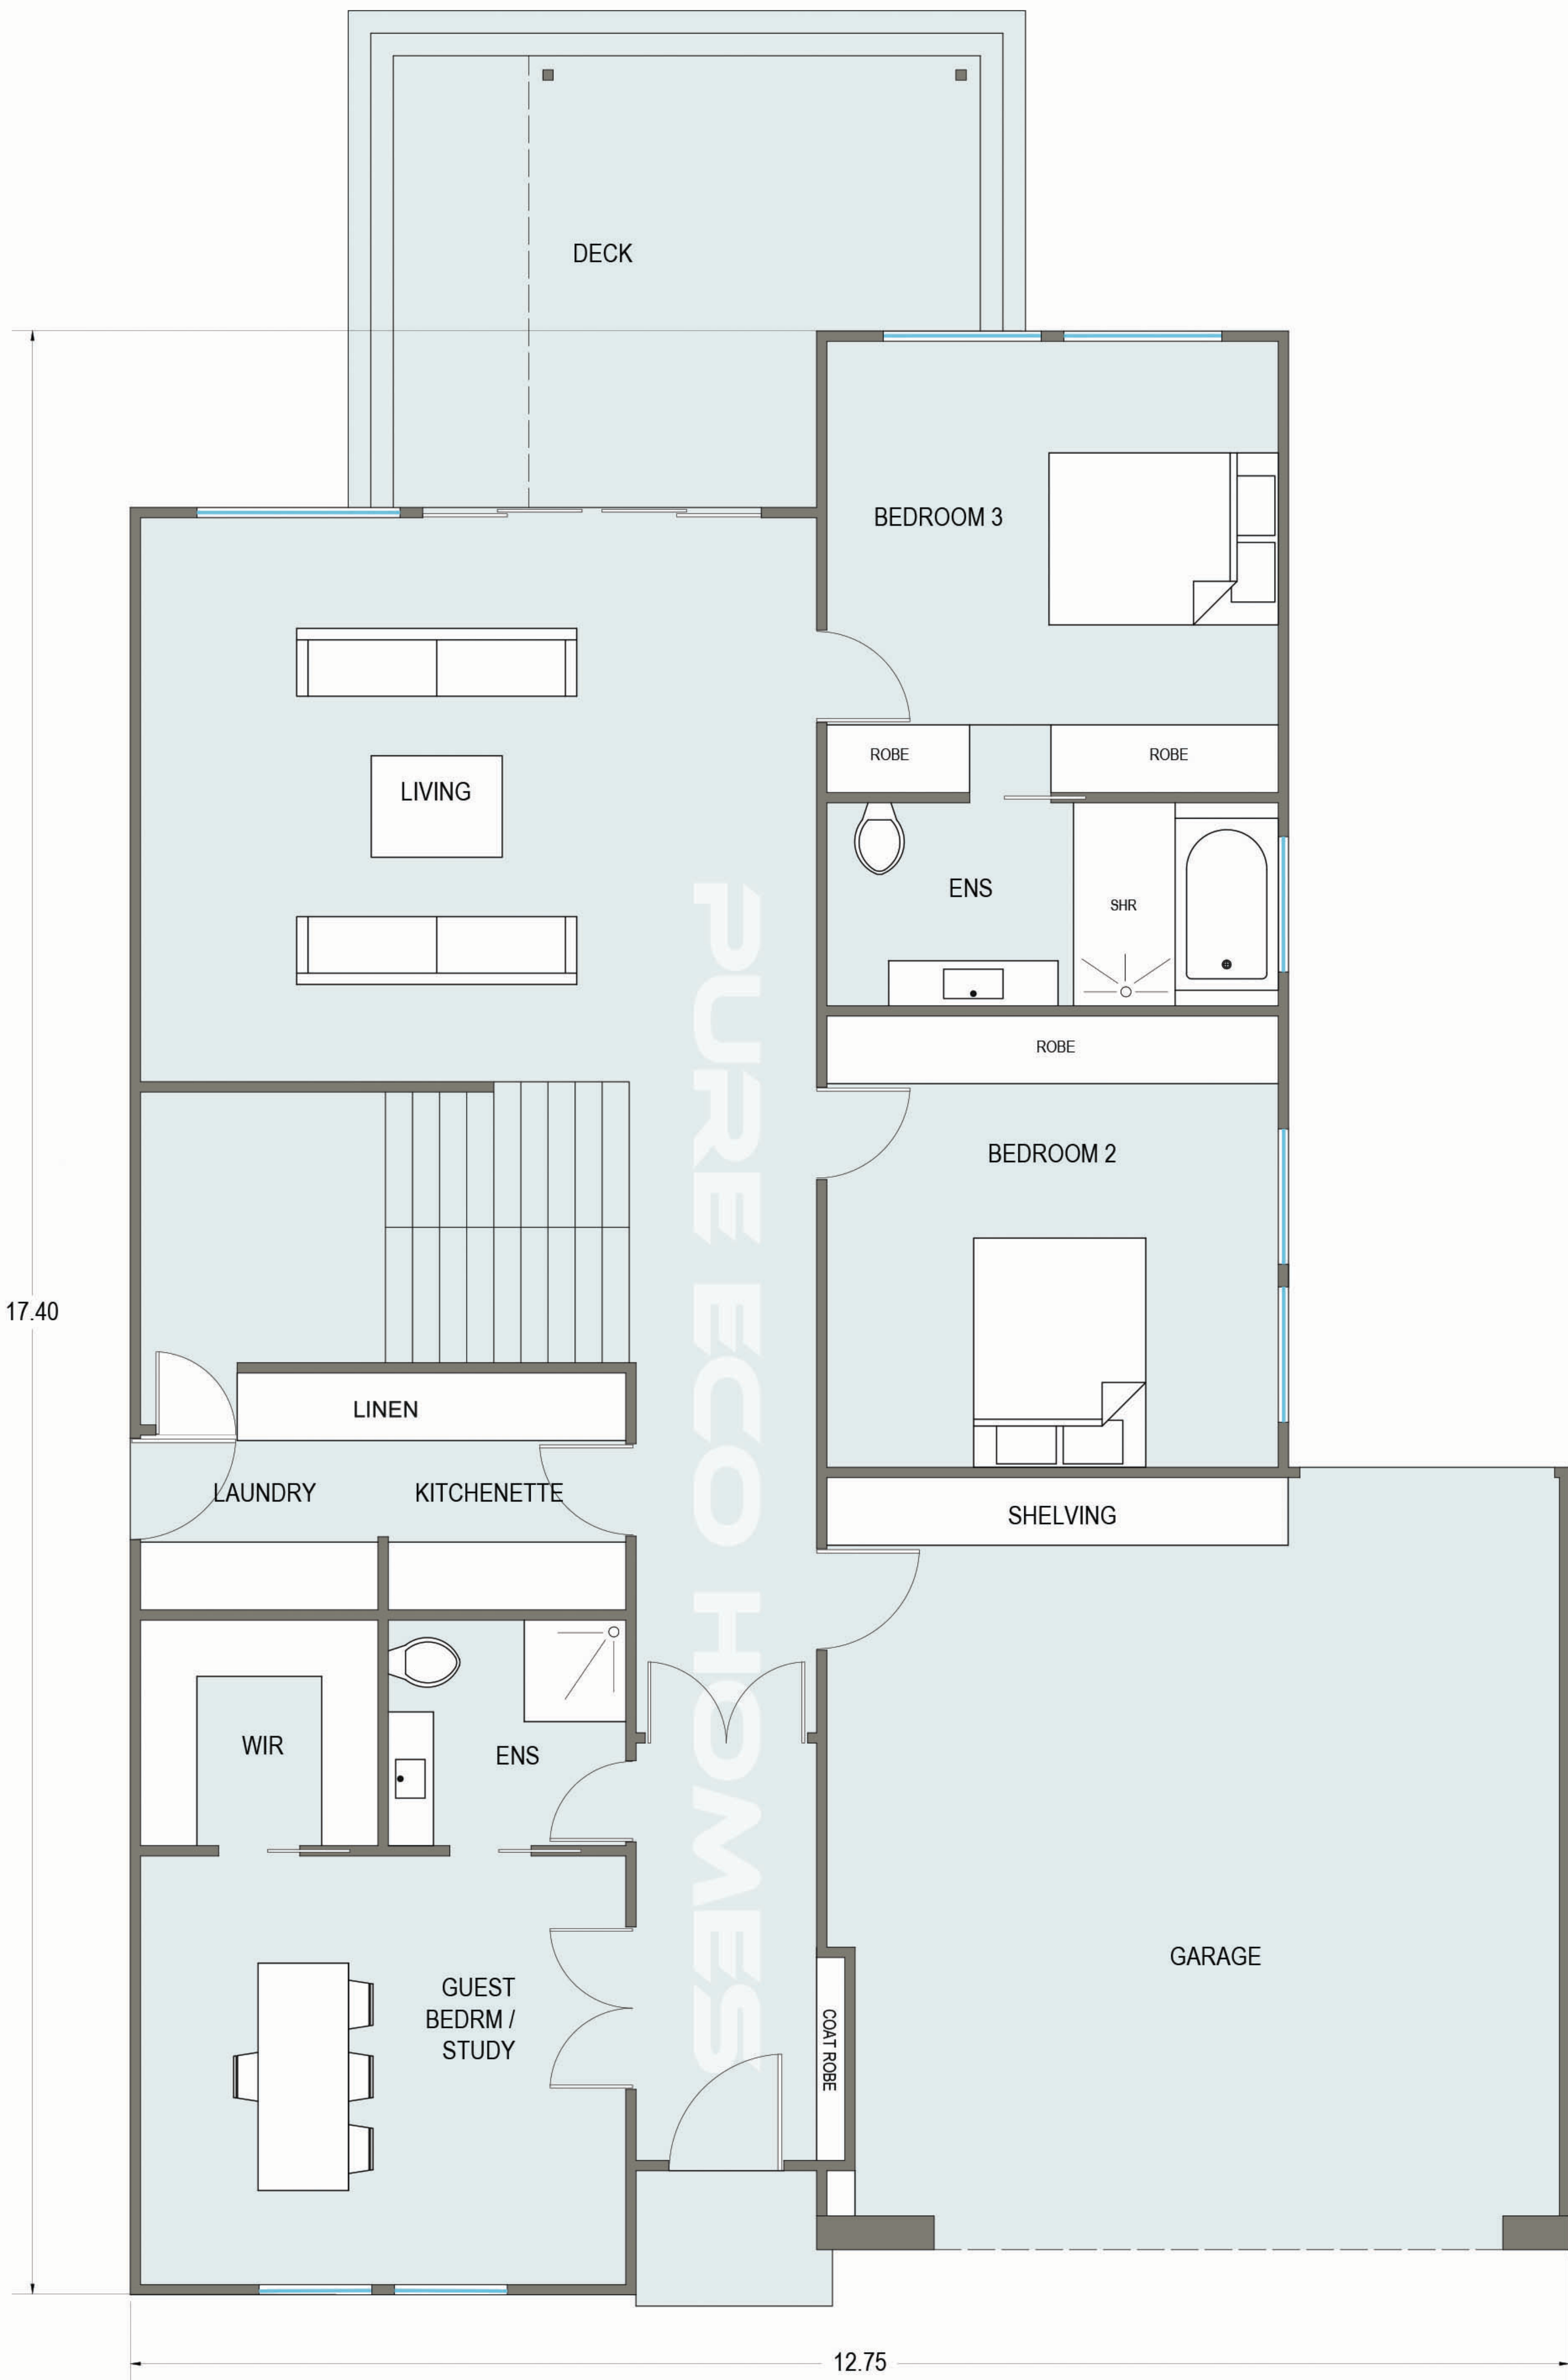 DECK
BEDROOM 3
ROBE
ROBE
LIVING
ENS
SHR
ROBE
BEDROOM 2
17.40
LINEN
LAUNDRY
KITCHENETTE
SHELVING
WIR
ENS
GARAGE
GUEST
BEDRM /
STUDY
COAT ROBE
PURE ECO HOMES
12.75